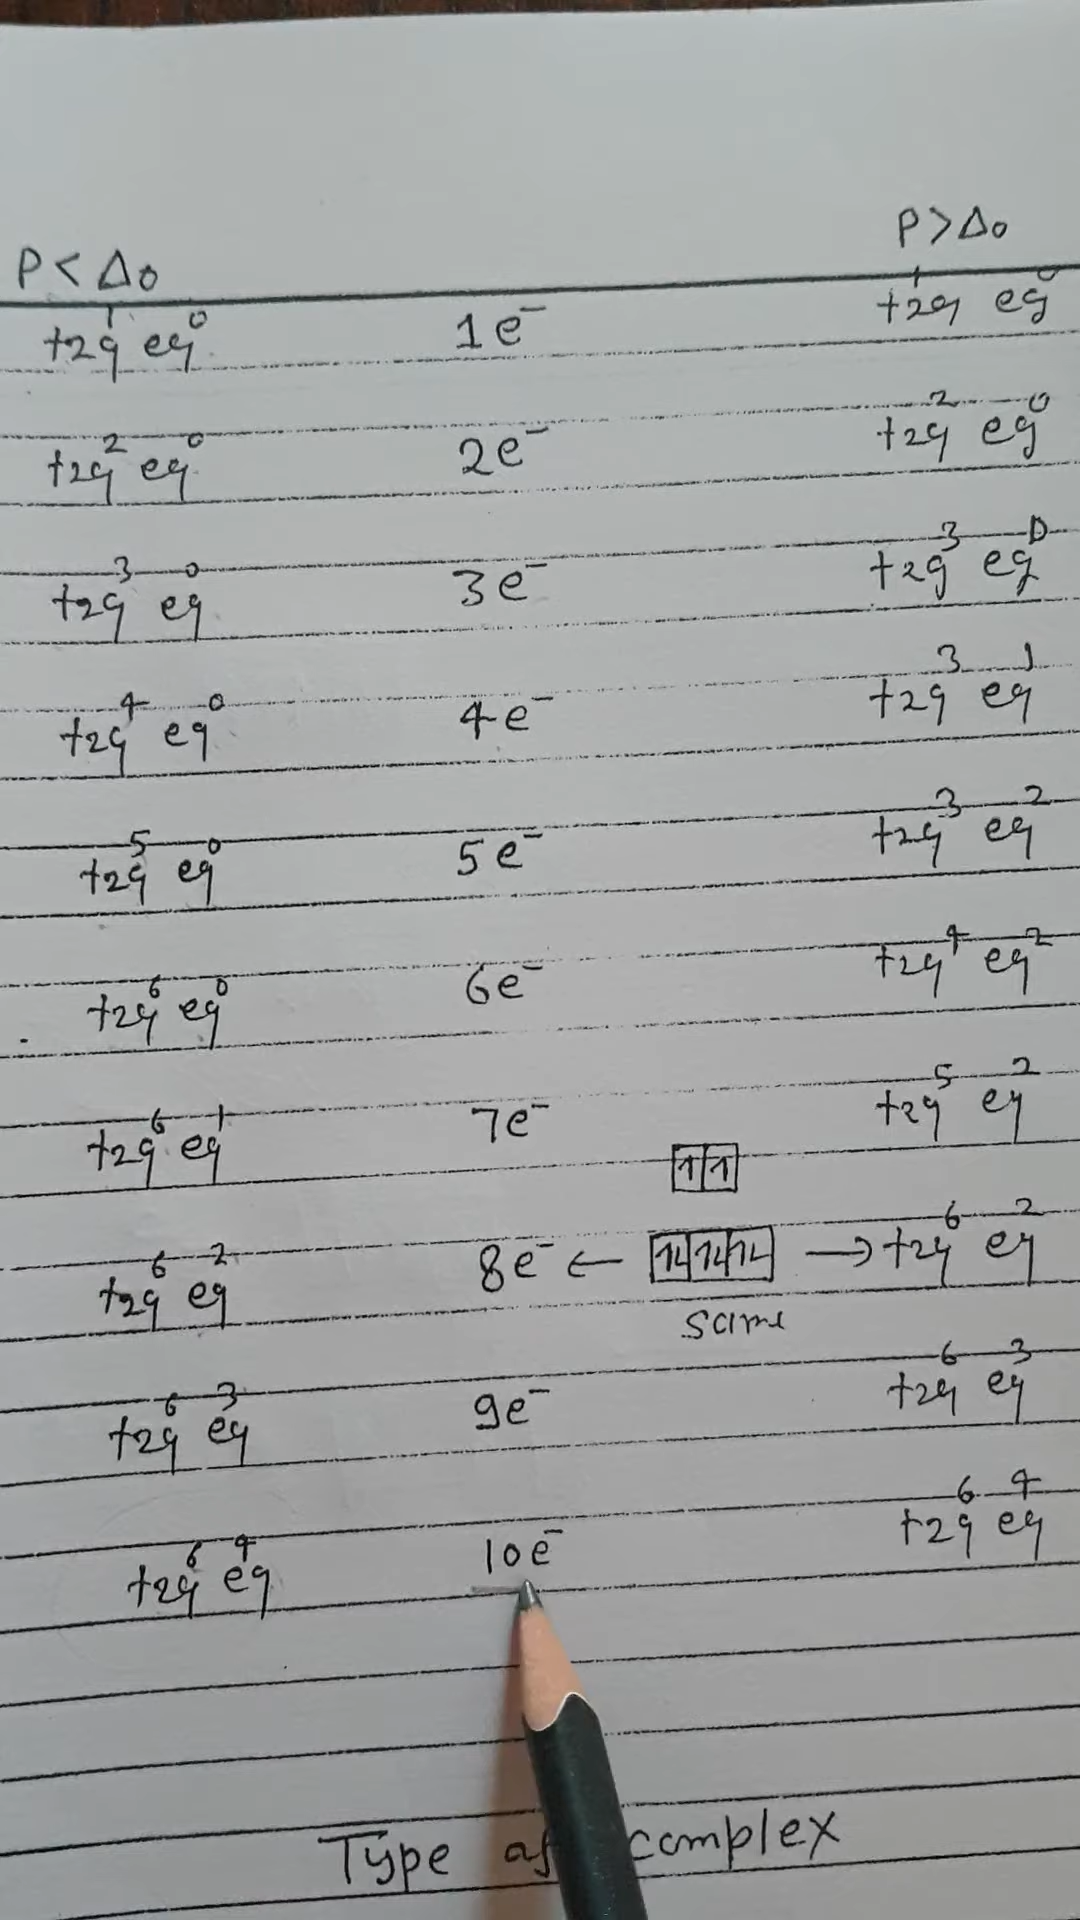 P < Δo P > Δo
t2g¹ eg⁰ 1e⁻ t2g¹ eg⁰
t2g² eg⁰ 2e⁻ t2g² eg⁰
t2g³ eg⁰ 3e⁻ t2g³ eg⁰
t2g⁴ eg⁰ 4e⁻ t2g³ eg¹
t2g⁵ eg⁰ 5e⁻ t2g³ eg²
t2g⁶ eg⁰ 6e⁻ t2g⁴ eg²
t2g⁶ eg¹ 7e⁻ t2g⁵ eg²
↿ ↿
t2g⁶ eg² 8e⁻ ← ↿⇂ ↿⇂ ↿⇂ → t2g⁶ eg²
same
t2g⁶ eg³ 9e⁻ t2g⁶ eg³
t2g⁶ eg⁴ 10e⁻ t2g⁶ eg⁴
Type complex